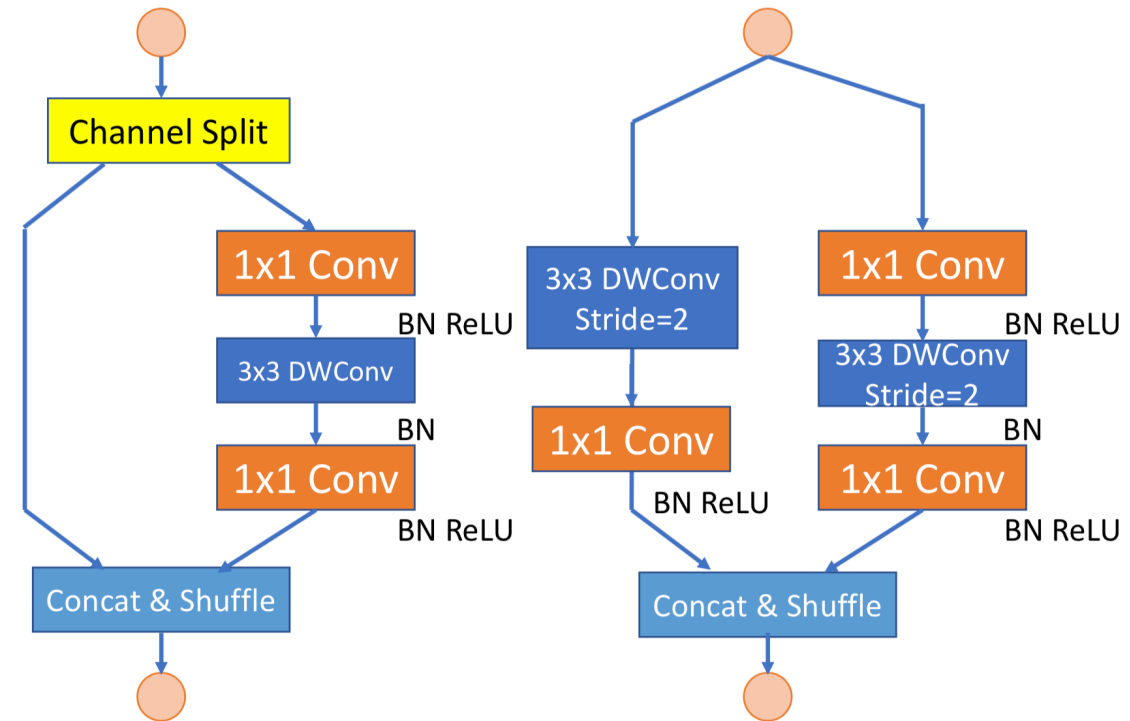 Channel Split
1x1 Conv
BN ReLU
3x3 DWConv
BN
1x1 Conv
BN ReLU
Concat & Shuffle
3x3 DWConv
Stride=2
1x1 Conv
BN ReLU
1x1 Conv
BN ReLU
3x3 DWConv
Stride=2
BN
1x1 Conv
BN ReLU
Concat & Shuffle